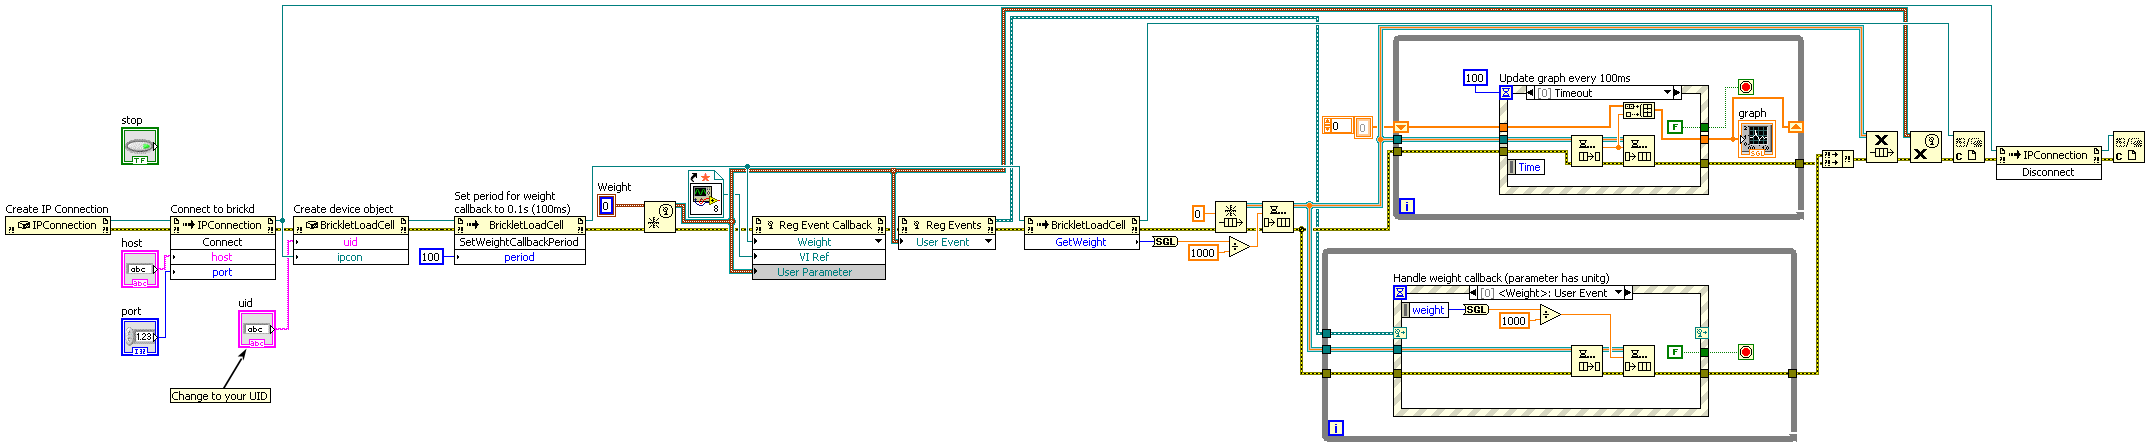 stop
TF
Create IP Connection
IPConnection
host
abc
abc
port
1.23
Connect to brickd
IPConnection
Connect
host
port
uid
abc
abc
Change to your UID
Create device object
BrickletLoadCell
uid
ipcon
Set period for weight
callback to 0.1s (100ms)
BrickletLoadCell
SetWeightCallbackPeriod
period
100
Weight
0
8
Reg Event Callback
Weight
VI Ref
User Parameter
Reg Events
User Event
BrickletLoadCell
GetWeight
SGL
1000
0
0
0
100
Update graph every 100ms
[0] Timeout
Time
F
graph
SGL
i
Handle weight callback (parameter has unitg)
[0] <Weight>: User Event
weight
SGL
1000
F
i
C
IPConnection
Disconnect
C